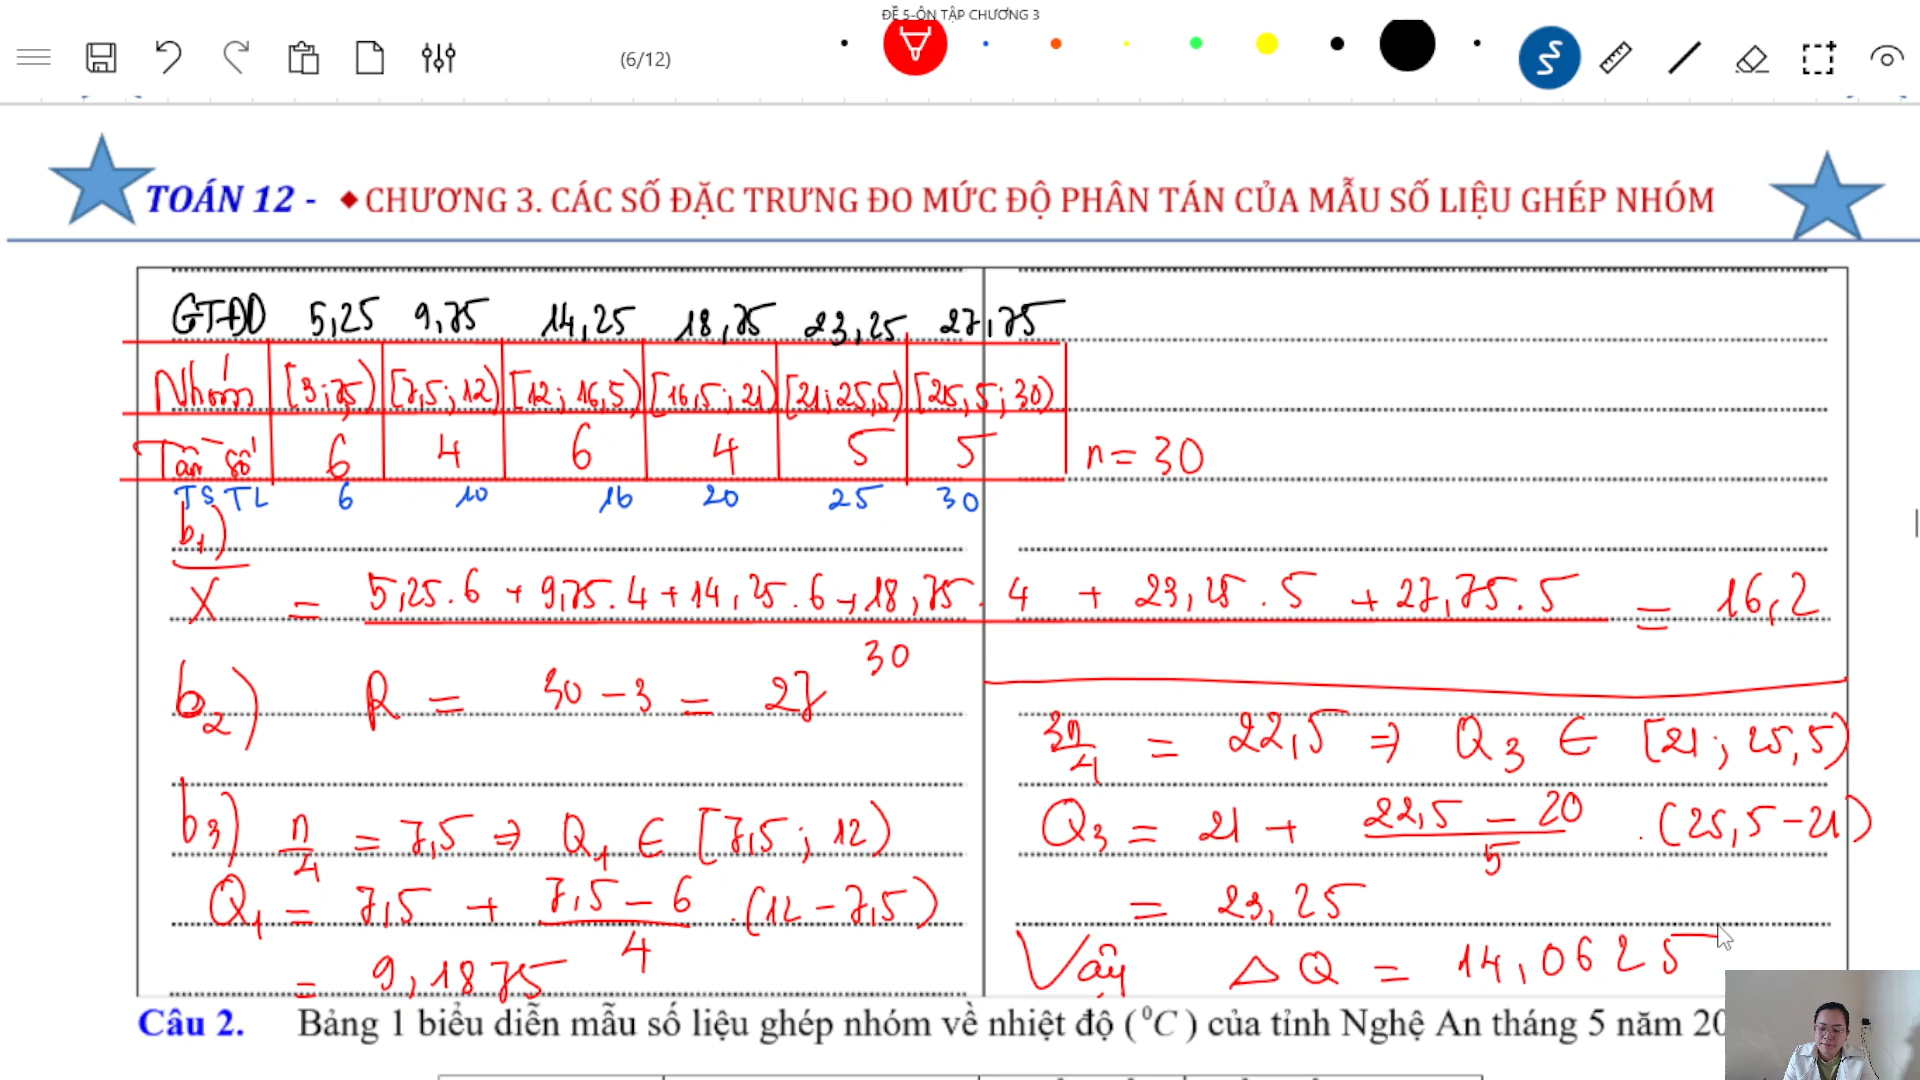 ĐỀ 5-ÔN TẬP CHƯƠNG 3
(6/12)
TOÁN 12 - ♦CHƯƠNG 3. CÁC SỐ ĐẶC TRƯNG ĐO MỨC ĐỘ PHÂN TÁN CỦA MẪU SỐ LIỆU GHÉP NHÓM
GTĐD 5,25 9,75 14,25 18,75 23,25 27,75
Nhóm [3;7,5) [7,5;12) [12;16,5) [16,5;21) [21;25,5) [25,5;30)
Tần số 6 4 6 4 5 5 n = 30
TSTL 6 10 16 20 25 30
b₁)
X̅ = (5,25.6 + 9,75.4 + 14,25.6 + 18,75.4 + 23,25.5 + 27,75.5)/30 = 16,2
b₂) R = 30 - 3 = 27
b₃) n/4 = 7,5 ⇒ Q₁ ∈ [7,5; 12)
Q₁ = 7,5 + (7,5 - 6)/4 .(12 - 7,5)
= 9,1875
3n/4 = 22,5 ⇒ Q₃ ∈ [21; 25,5)
Q₃ = 21 + (22,5 - 20)/5 .(25,5 - 21)
= 23,25
Vậy ΔQ = 14,0625
Câu 2. Bảng 1 biểu diễn mẫu số liệu ghép nhóm về nhiệt độ (⁰C) của tỉnh Nghệ An tháng 5 năm 20